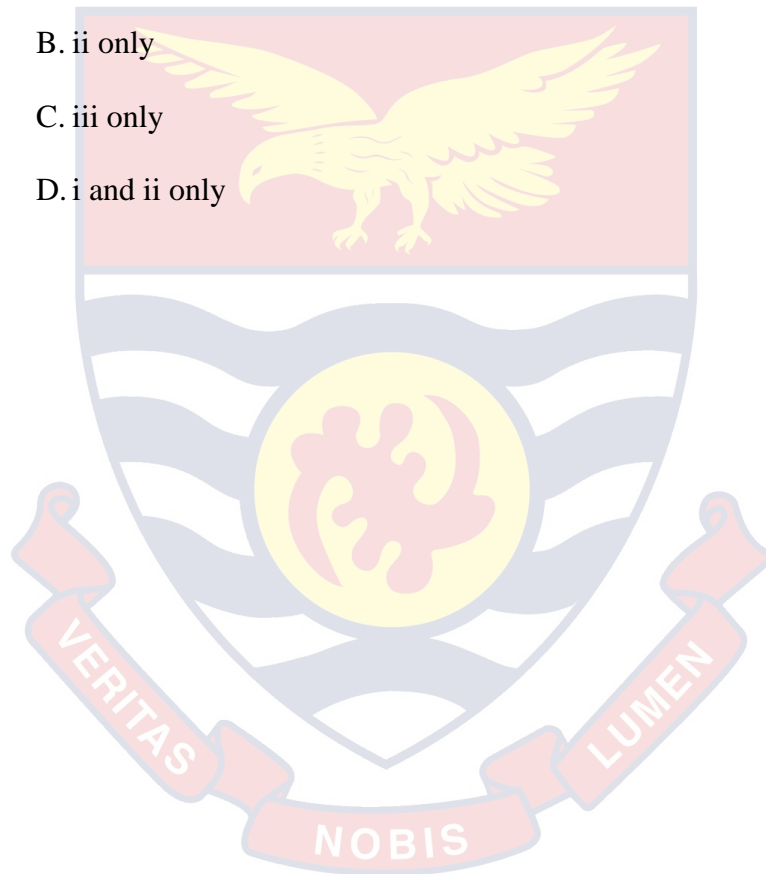 B. ii only
C. iii only
D. i and ii only
VERITAS
NOBIS
LUMEN